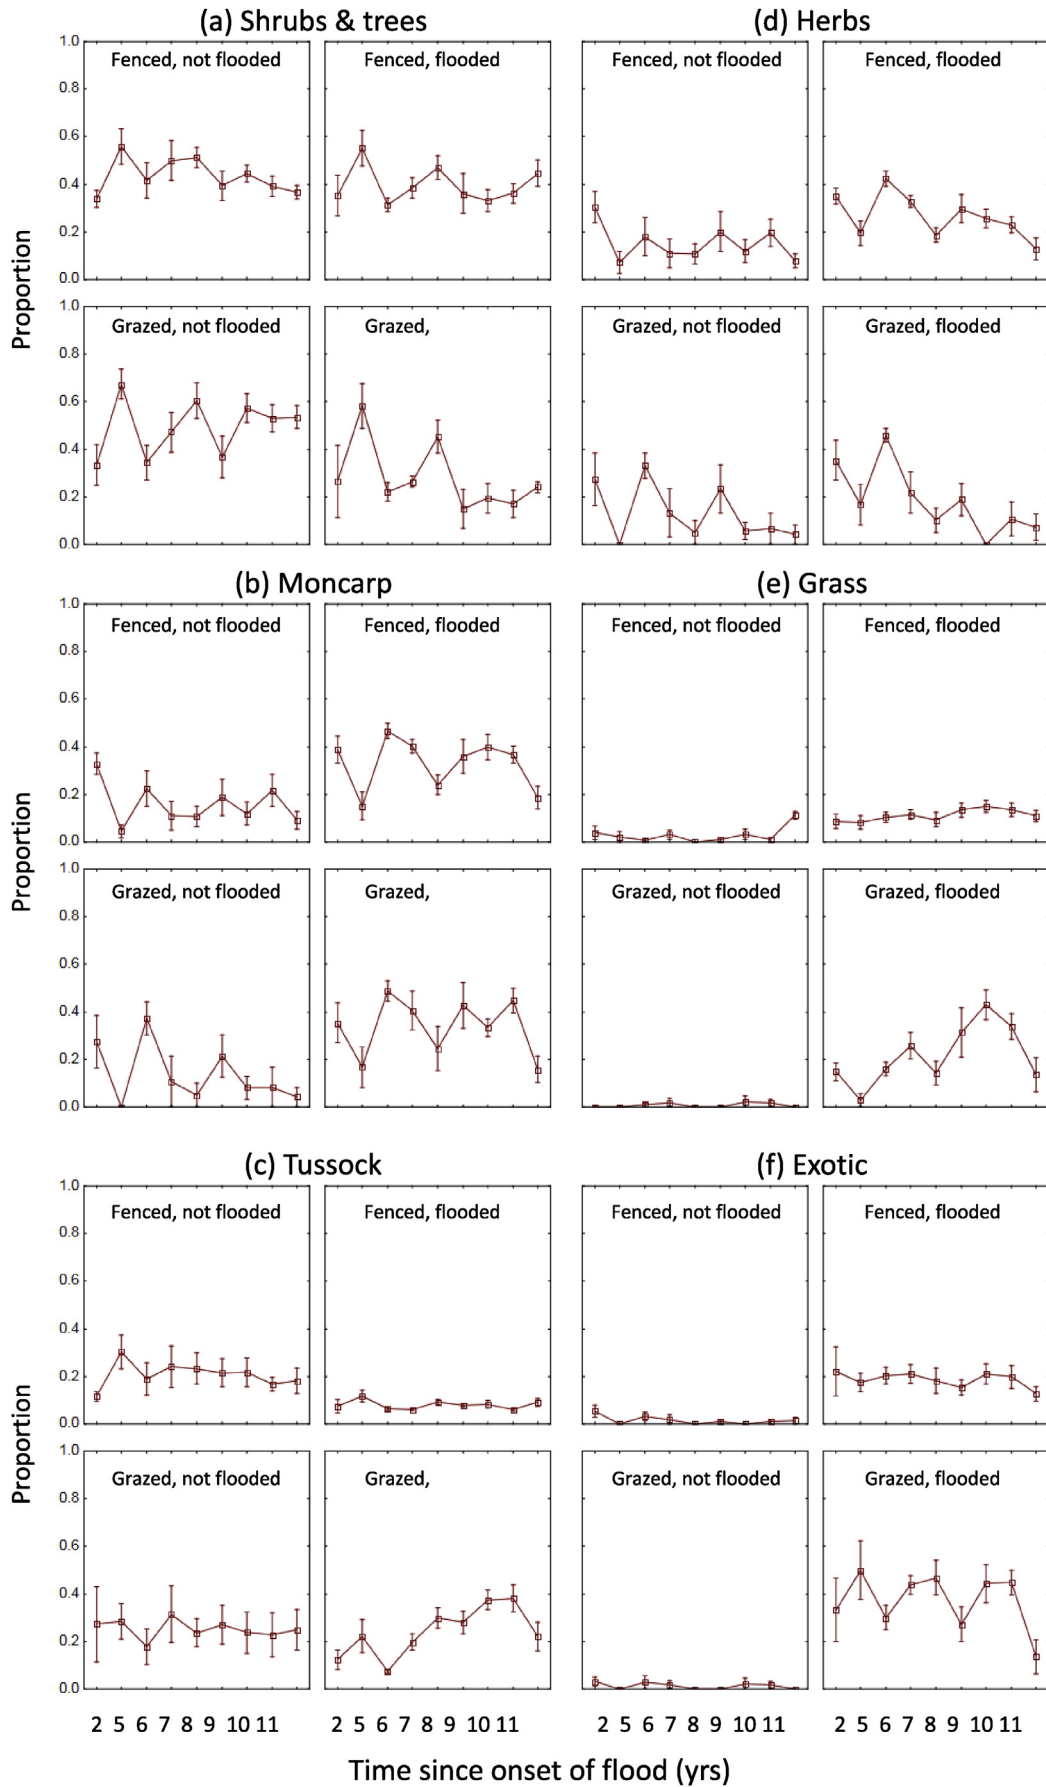 (a) Shrubs & trees
Fenced, not flooded
Fenced, flooded
1.0
0.8
0.6
0.4
0.2
0.0
Grazed, not flooded
Grazed,
1.0
0.8
0.6
0.4
0.2
0.0
Proportion
(d) Herbs
Fenced, not flooded
Fenced, flooded
Grazed, not flooded
Grazed, flooded
(b) Moncarp
Fenced, not flooded
Fenced, flooded
1.0
0.8
0.6
0.4
0.2
0.0
Grazed, not flooded
Grazed,
1.0
0.8
0.6
0.4
0.2
0.0
Proportion
(e) Grass
Fenced, not flooded
Fenced, flooded
Grazed, not flooded
Grazed, flooded
(c) Tussock
Fenced, not flooded
Fenced, flooded
1.0
0.8
0.6
0.4
0.2
0.0
Grazed, not flooded
Grazed,
1.0
0.8
0.6
0.4
0.2
0.0
Proportion
(f) Exotic
Fenced, not flooded
Fenced, flooded
Grazed, not flooded
Grazed, flooded
2 5 6 7 8 9 10 11
2 5 6 7 8 9 10 11
2 5 6 7 8 9 10 11
2 5 6 7 8 9 10 11
Time since onset of flood (yrs)